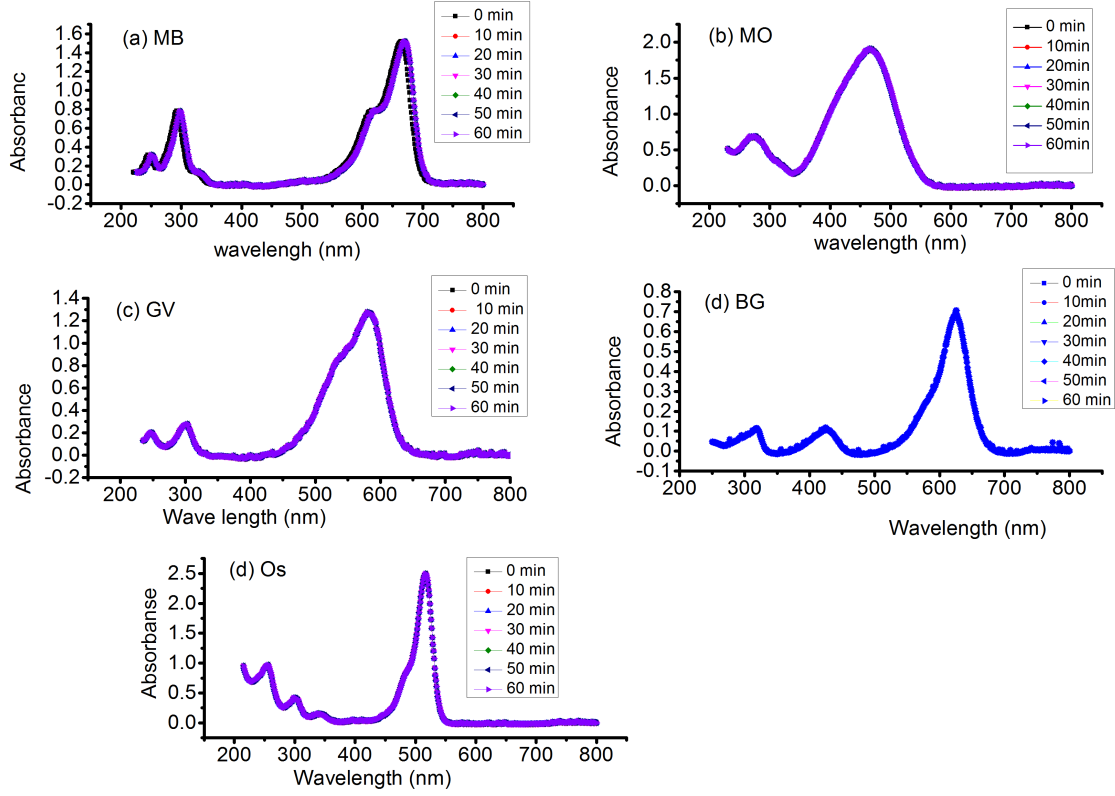 (a) MB
0 min
10 min
20 min
30 min
40 min
50 min
60 min
1.6
1.4
1.2
1.0
0.8
0.6
0.4
0.2
0.0
-0.2
Absorbanc
200 300 400 500 600 700 800
wavelengh (nm)
(b) MO
0 min
10min
20min
30min
40min
50min
60min
2.0
1.5
1.0
0.5
0.0
Absorbance
200 300 400 500 600 700 800
wavelength (nm)
(c) GV
0 min
10 min
20 min
30 min
40 min
50 min
60 min
1.4
1.2
1.0
0.8
0.6
0.4
0.2
0.0
-0.2
Absorbance
200 300 400 500 600 700 800
Wave length (nm)
(d) BG
0 min
10min
20min
30min
40min
50min
60 min
0.8
0.7
0.6
0.5
0.4
0.3
0.2
0.1
0.0
-0.1
Absorbance
200 300 400 500 600 700 800
Wavelength (nm)
(d) Os
0 min
10 min
20 min
30 min
40 min
50 min
60 min
2.5
2.0
1.5
1.0
0.5
0.0
Absorbanse
200 300 400 500 600 700 800
Wavelength (nm)